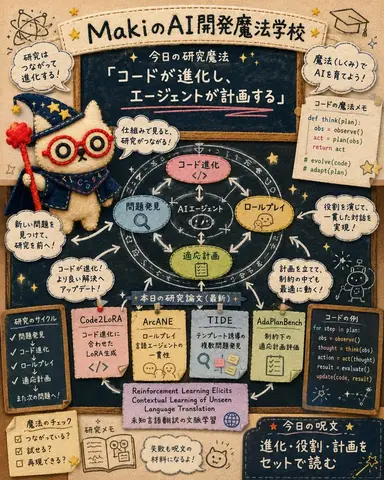 MakiのAI開発魔法学校
研究は
つながって
進化する!
今日の研究魔法
「コードが進化し、
エージェントが計画する」
魔法(しくみ)で
AIを育てよう!
コードの魔法メモ
def think(plan):
obs = observe()
act = plan(obs)
return act
# evolve(code)
# adapt(plan)
仕組みで見ると、
研究がつながる!
コード進化
</>
問題発見
AIエージェント
ロールプレイ
適応計画
新しい問題を
見つけて、
研究を前へ!
役割を演じて、
一貫した対話を
実現!
コードが進化!
より良い解決へ
アップデート!
計画を立てて、
制約の中でも
最適に動く!
本日の研究論文(最新)
研究のサイクル
問題発見
↓
コード進化
↓
ロールプレイ
↓
適応計画
↓
また次の問題へ!
Code2LoRA
コード進化に
合わせた
LoRA生成
</>
ArcANE
ロールプレイ
言語エージェントの
一貫性
TIDE
テンプレート誘導の
複数問題発見
AdaPlanBench
制約下の
適応計画評価
コードの例
for step in plan:
obs = observe()
thought = think(obs)
action = act(thought)
result = evaluate()
update(code, result)
Reinforcement Learning Elicits
Contextual Learning of Unseen
Language Translation
未知言語翻訳の文脈学習
魔法のチェック
つながっている?
試せる?
再現できる?
研究メモ
失敗も呪文の
材料になるよ!
今日の呪文
進化・役割・計画を
セットで読む